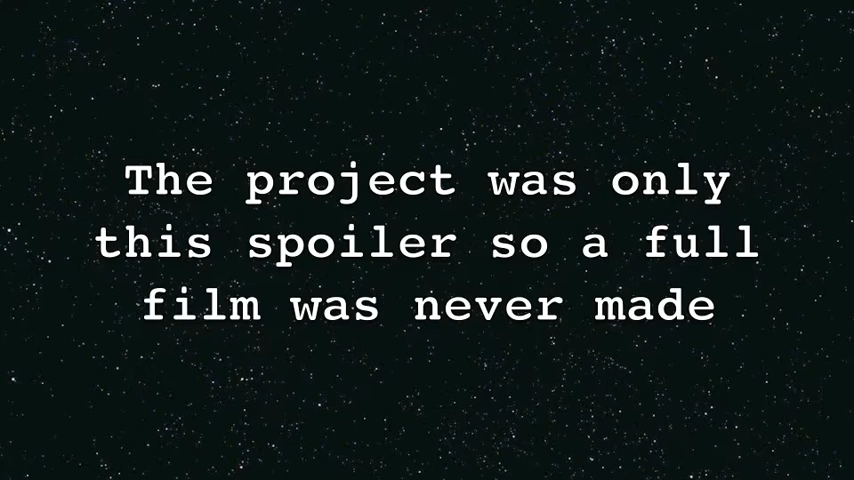 The project was only
this spoiler so a full
film was never made